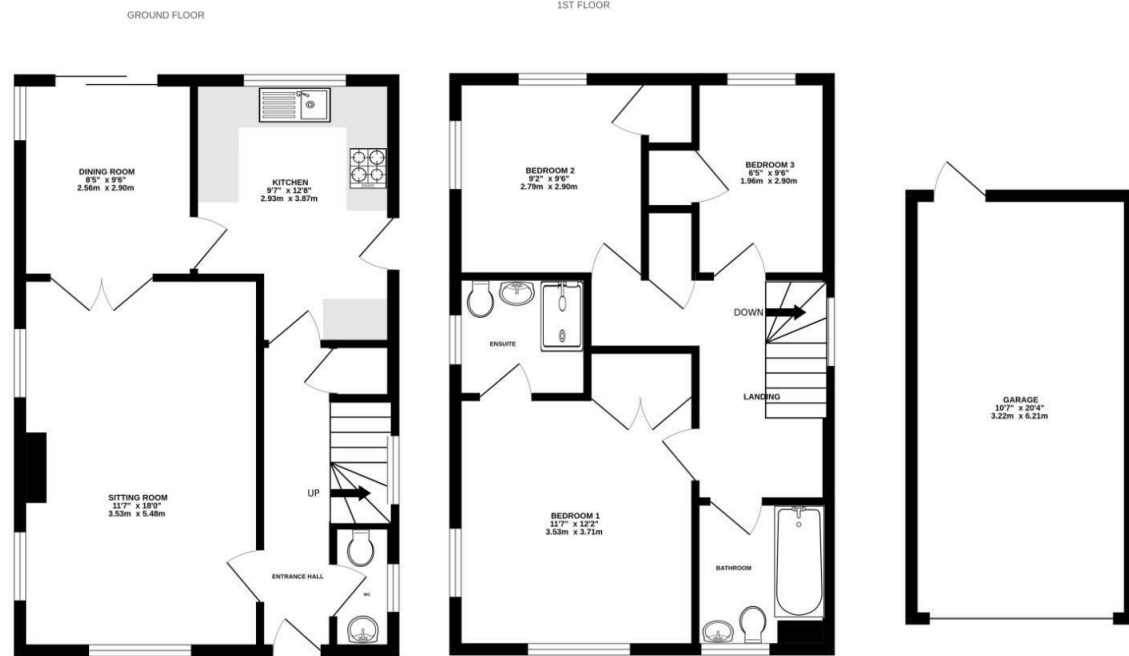 GROUND FLOOR
1ST FLOOR
DINING ROOM
8'5" x 9'6"
2.56m x 2.90m
KITCHEN
9'7" x 12'8"
2.93m x 3.87m
SITTING ROOM
11'7" x 18'0"
3.53m x 5.48m
UP
ENTRANCE HALL
WC
BEDROOM 2
9'2" x 9'6"
2.79m x 2.90m
BEDROOM 3
6'5" x 9'6"
1.96m x 2.90m
ENSUITE
DOWN
LANDING
BEDROOM 1
11'7" x 12'2"
3.53m x 3.71m
BATHROOM
GARAGE
10'7" x 20'4"
3.22m x 6.21m